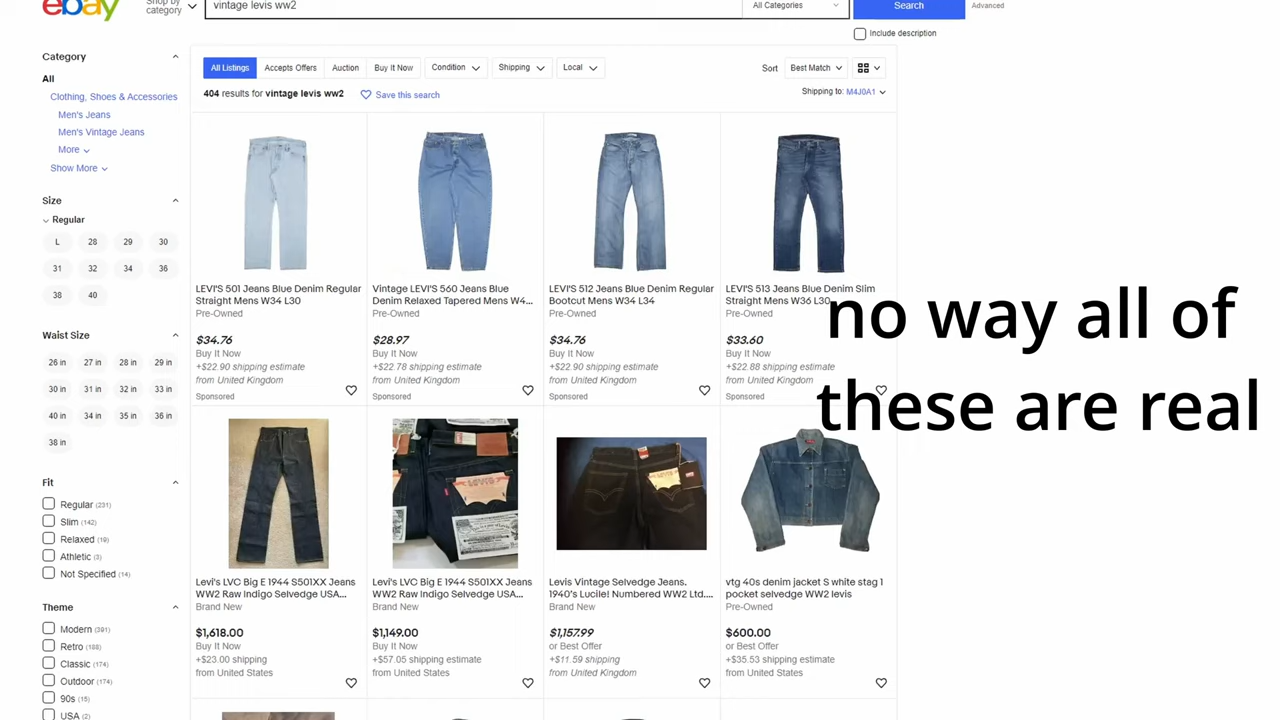 ebay
Shop by
category
vintage levis ww2
All Categories
Search
Advanced
Include description
Category
All
Clothing, Shoes & Accessories
Men's Jeans
Men's Vintage Jeans
More
Show More
Size
Regular
L 28 29 30
31 32 34 36
38 40
Waist Size
26 in 27 in 28 in 29 in
30 in 31 in 32 in 33 in
40 in 34 in 35 in 36 in
38 in
Fit
Regular (231)
Slim (142)
Relaxed (19)
Athletic (3)
Not Specified (14)
Theme
Modern (391)
Retro (188)
Classic (174)
Outdoor (174)
90s (15)
USA (2)
All Listings Accepts Offers Auction Buy It Now Condition Shipping Local
Sort Best Match
404 results for vintage levis ww2 Save this search
Shipping to: M4J0A1
LEVI'S 501 Jeans Blue Denim Regular
Straight Mens W34 L30
Pre-Owned
$34.76
Buy It Now
+$22.90 shipping estimate
from United Kingdom
Sponsored
Vintage LEVI'S 560 Jeans Blue
Denim Relaxed Tapered Mens W4...
Pre-Owned
$28.97
Buy It Now
+$22.78 shipping estimate
from United Kingdom
Sponsored
LEVI'S 512 Jeans Blue Denim Regular
Bootcut Mens W34 L34
Pre-Owned
$34.76
Buy It Now
+$22.90 shipping estimate
from United Kingdom
Sponsored
LEVI'S 513 Jeans Blue Denim Slim
Straight Mens W36 L30
Pre-Owned
$33.60
Buy It Now
+$22.88 shipping estimate
from United Kingdom
Sponsored
no way all of
these are real
Levi's LVC Big E 1944 S501XX Jeans
WW2 Raw Indigo Selvedge USA...
Brand New
$1,618.00
Buy It Now
+$23.00 shipping
from United States
Levi's LVC Big E 1944 S501XX Jeans
WW2 Raw Indigo Selvedge USA...
Brand New
$1,149.00
Buy It Now
+$57.05 shipping estimate
from United States
Levis Vintage Selvedge Jeans.
1940's Lucile! Numbered WW2 Ltd....
Brand New
$1,157.99
or Best Offer
+$11.59 shipping
from United Kingdom
vtg 40s denim jacket S white stag 1
pocket selvedge WW2 levis
Pre-Owned
$600.00
or Best Offer
+$35.53 shipping estimate
from United States